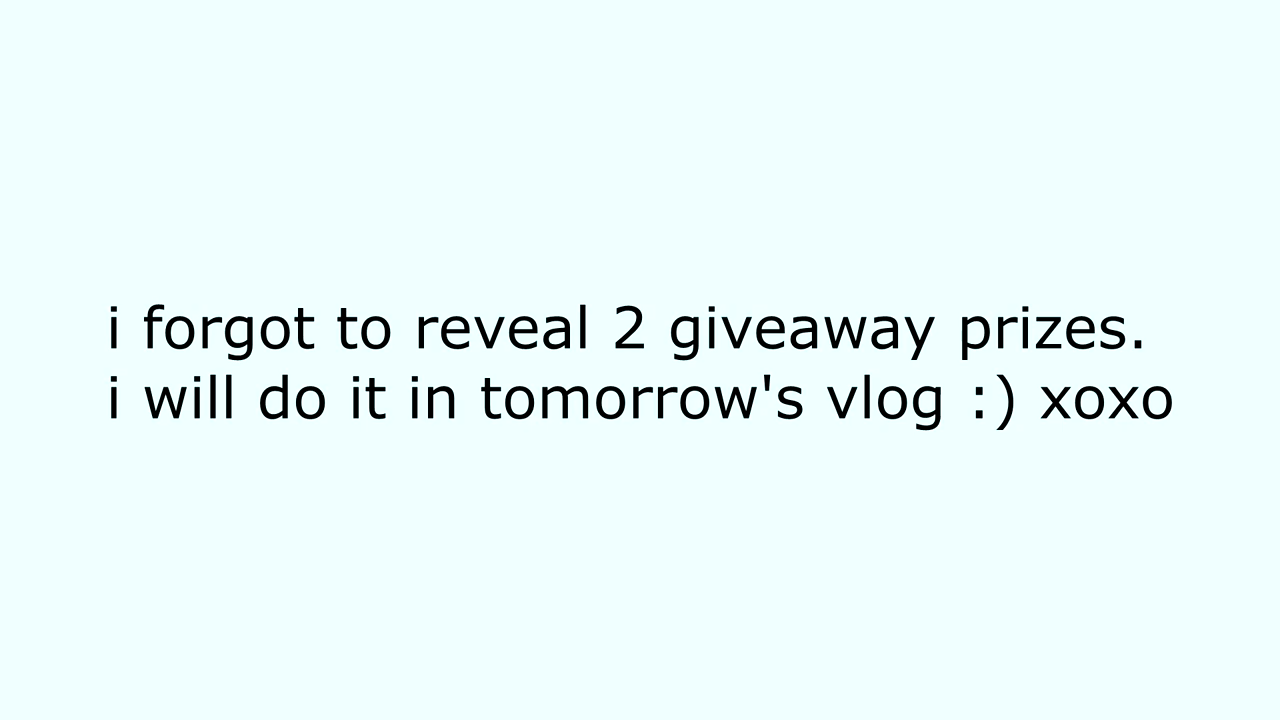 i forgot to reveal 2 giveaway prizes.
i will do it in tomorrow's vlog :) xoxo